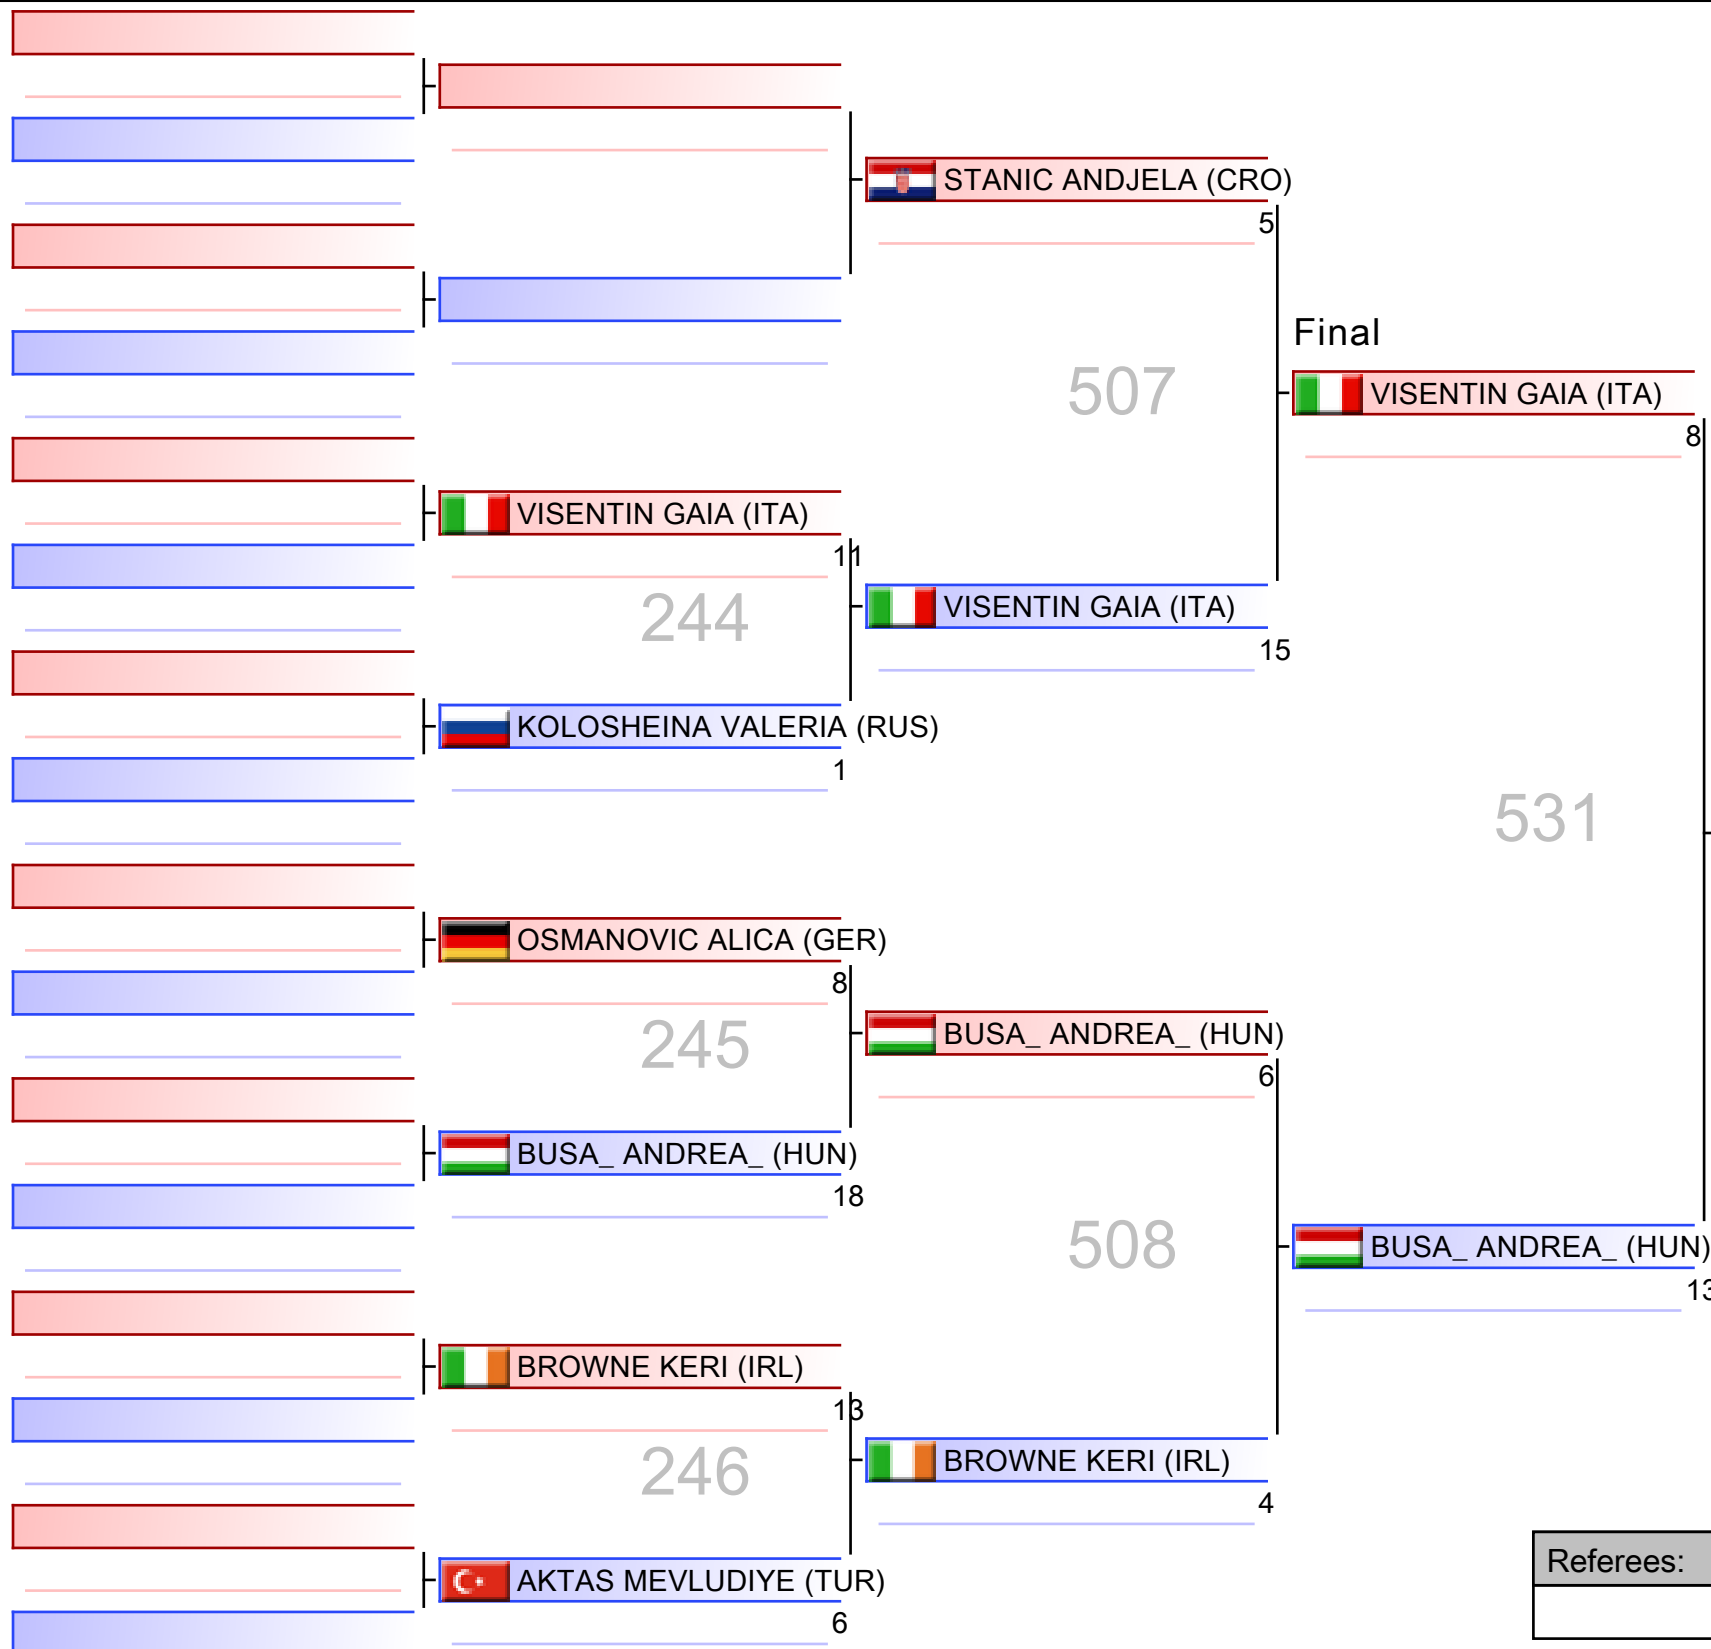 STANIC ANDJELA (CRO)
5
Final
507
VISENTIN GAIA (ITA)
8
VISENTIN GAIA (ITA)
11
244
VISENTIN GAIA (ITA)
15
KOLOSHEINA VALERIA (RUS)
1
531
OSMANOVIC ALICA (GER)
8
245
BUSA_ ANDREA_ (HUN)
6
BUSA_ ANDREA_ (HUN)
18
508
BUSA_ ANDREA_ (HUN)
13
BROWNE KERI (IRL)
13
246
BROWNE KERI (IRL)
4
Referees:
AKTAS MEVLUDIYE (TUR)
6